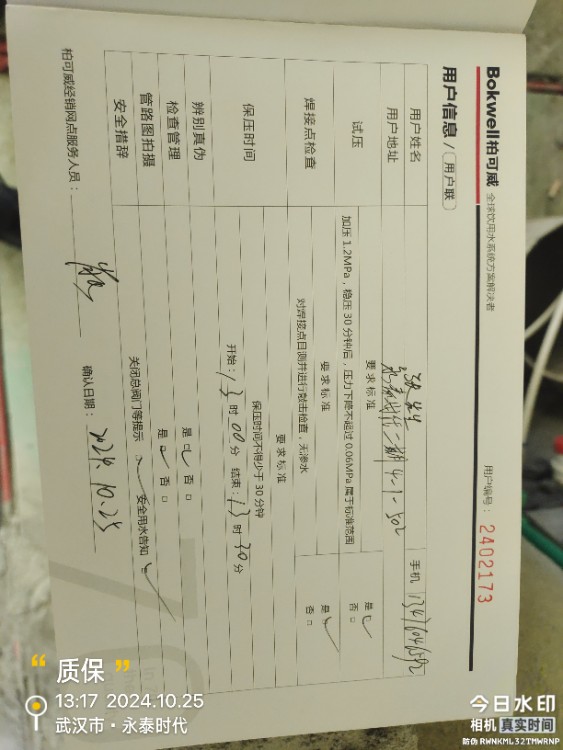 Bokwell柏可威 全球饮用水系统方案解决者
用户编号: 2402173
用户信息 / 用户联
用户姓名
手机
用户地址 4-1-502
试压
要求标准
加压 1.2MPa,稳压 30 分钟后,压力下降不超过 0.06MPa 属于标准范围
是 ✓
否 □
焊接点检查
要求标准
对焊接点目测并进行敲击检查,无渗水
是 ✓
否 □
保压时间
要求标准
保压时间不得少于 30 分钟
开始: 13 时 00 分 结束: 13 时 30 分
辨别真伪
是 ✓ 否 □
检查管理
是 ✓ 否 □
管路图拍摄
安全措辞
关闭总阀门等提示 ✓ 安全用水告知 ✓
柏可威经销网点服务人员:
确认日期: 2024.10.25
“ 质保 ”
13:17 2024.10.25
武汉市·永泰时代
今日水印
相机 真实时间
防伪 RWNKML32TMWRNP